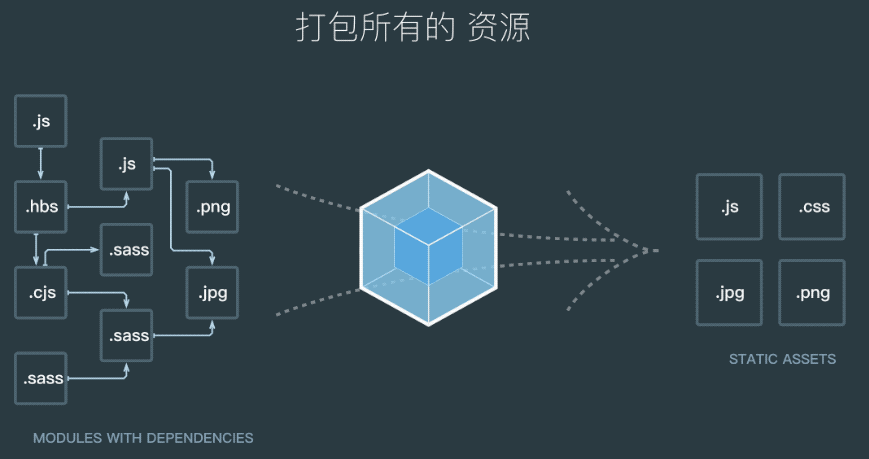 打包所有的 资源
.js
.js
.hbs
.png
.sass
.cjs
.jpg
.sass
.sass
MODULES WITH DEPENDENCIES
.js
.css
.jpg
.png
STATIC ASSETS